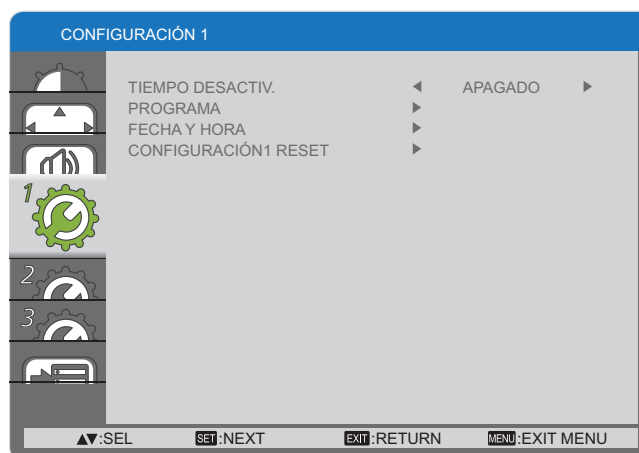 CONFIGURACIÓN 1
TIEMPO DESACTIV. ◀ APAGADO ▶
PROGRAMA ▶
FECHA Y HORA ▶
CONFIGURACIÓN1 RESET ▶
1
2
3
▲▼:SEL SET:NEXT EXIT:RETURN MENU:EXIT MENU